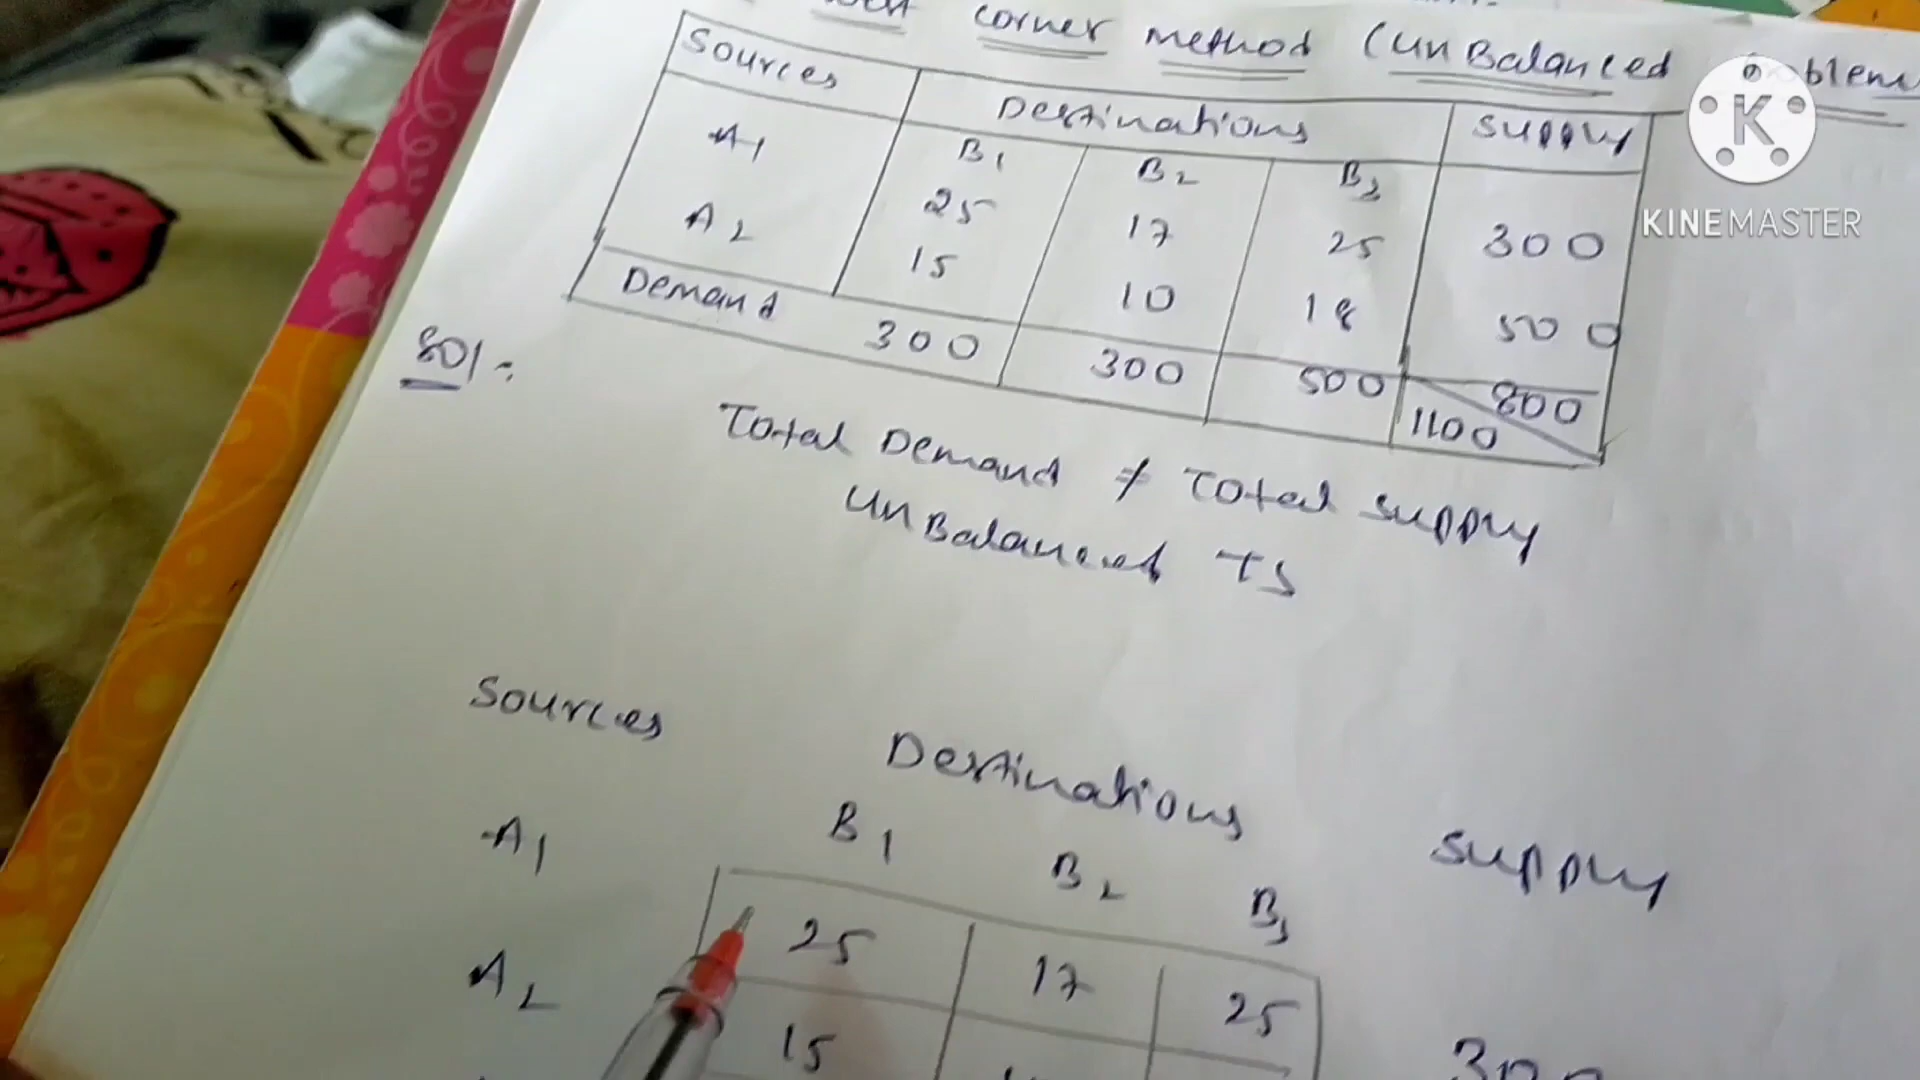 corner method (unBalanced
Sources Destinations supply
B1 B2 B3
A1 25 17 25 300
A2 15 10 18 500
Demand 300 300 500 800
1100
Sol:-
Total Demand ≠ Total supply
unBalanced TS
Sources Destinations supply
B1 B2 B3
A1 25 17 25
A2 15
K
KINEMASTER